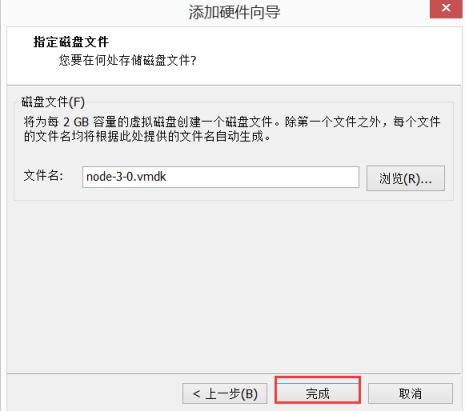 添加硬件向导
×
指定磁盘文件
您要在何处存储磁盘文件?
磁盘文件(F)
将为每 2 GB 容量的虚拟磁盘创建一个磁盘文件。除第一个文件之外，每个文件
的文件名均将根据此处提供的文件名自动生成。
文件名: node-3-0.vmdk 浏览(R)...
< 上一步(B) 完成 取消